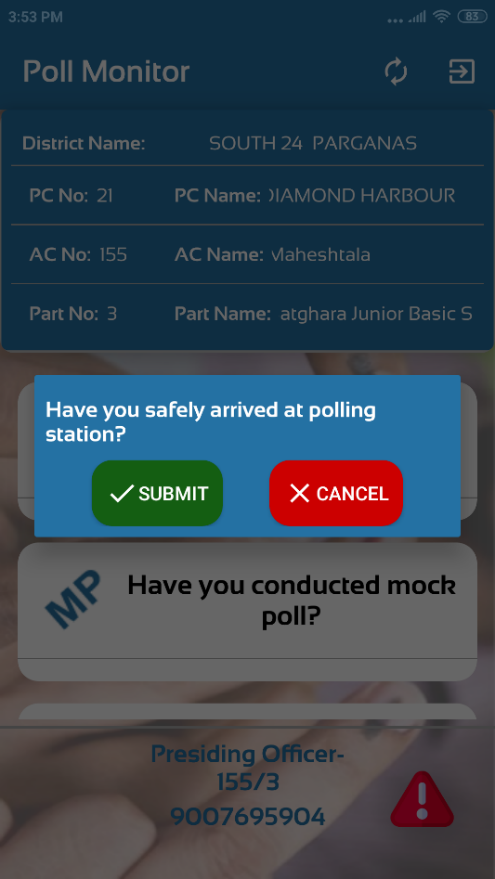 3:53 PM
83
Poll Monitor
District Name: SOUTH 24 PARGANAS
PC No: 21 PC Name: DIAMOND HARBOUR
AC No: 155 AC Name: Maheshtala
Part No: 3 Part Name: atghara Junior Basic S
Have you safely arrived at polling
station?
SUBMIT CANCEL
MP
Have you conducted mock
poll?
Presiding Officer-
155/3
9007695904